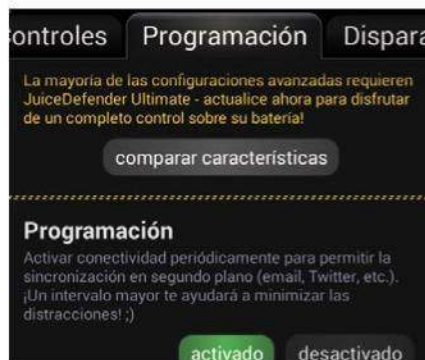 ontroles Programación Dispara
La mayoría de las configuraciones avanzadas requieren
JuiceDefender Ultimate - actualice ahora para disfrutar
de un completo control sobre su bateria!
comparar características
Programación
Activar conectividad periódicamente para permitir la
sincronización en segundo plano (email, Twitter, etc.).
¡Un intervalo mayor te ayudará a minimizar las
distracciones! ;)
activado desactivado